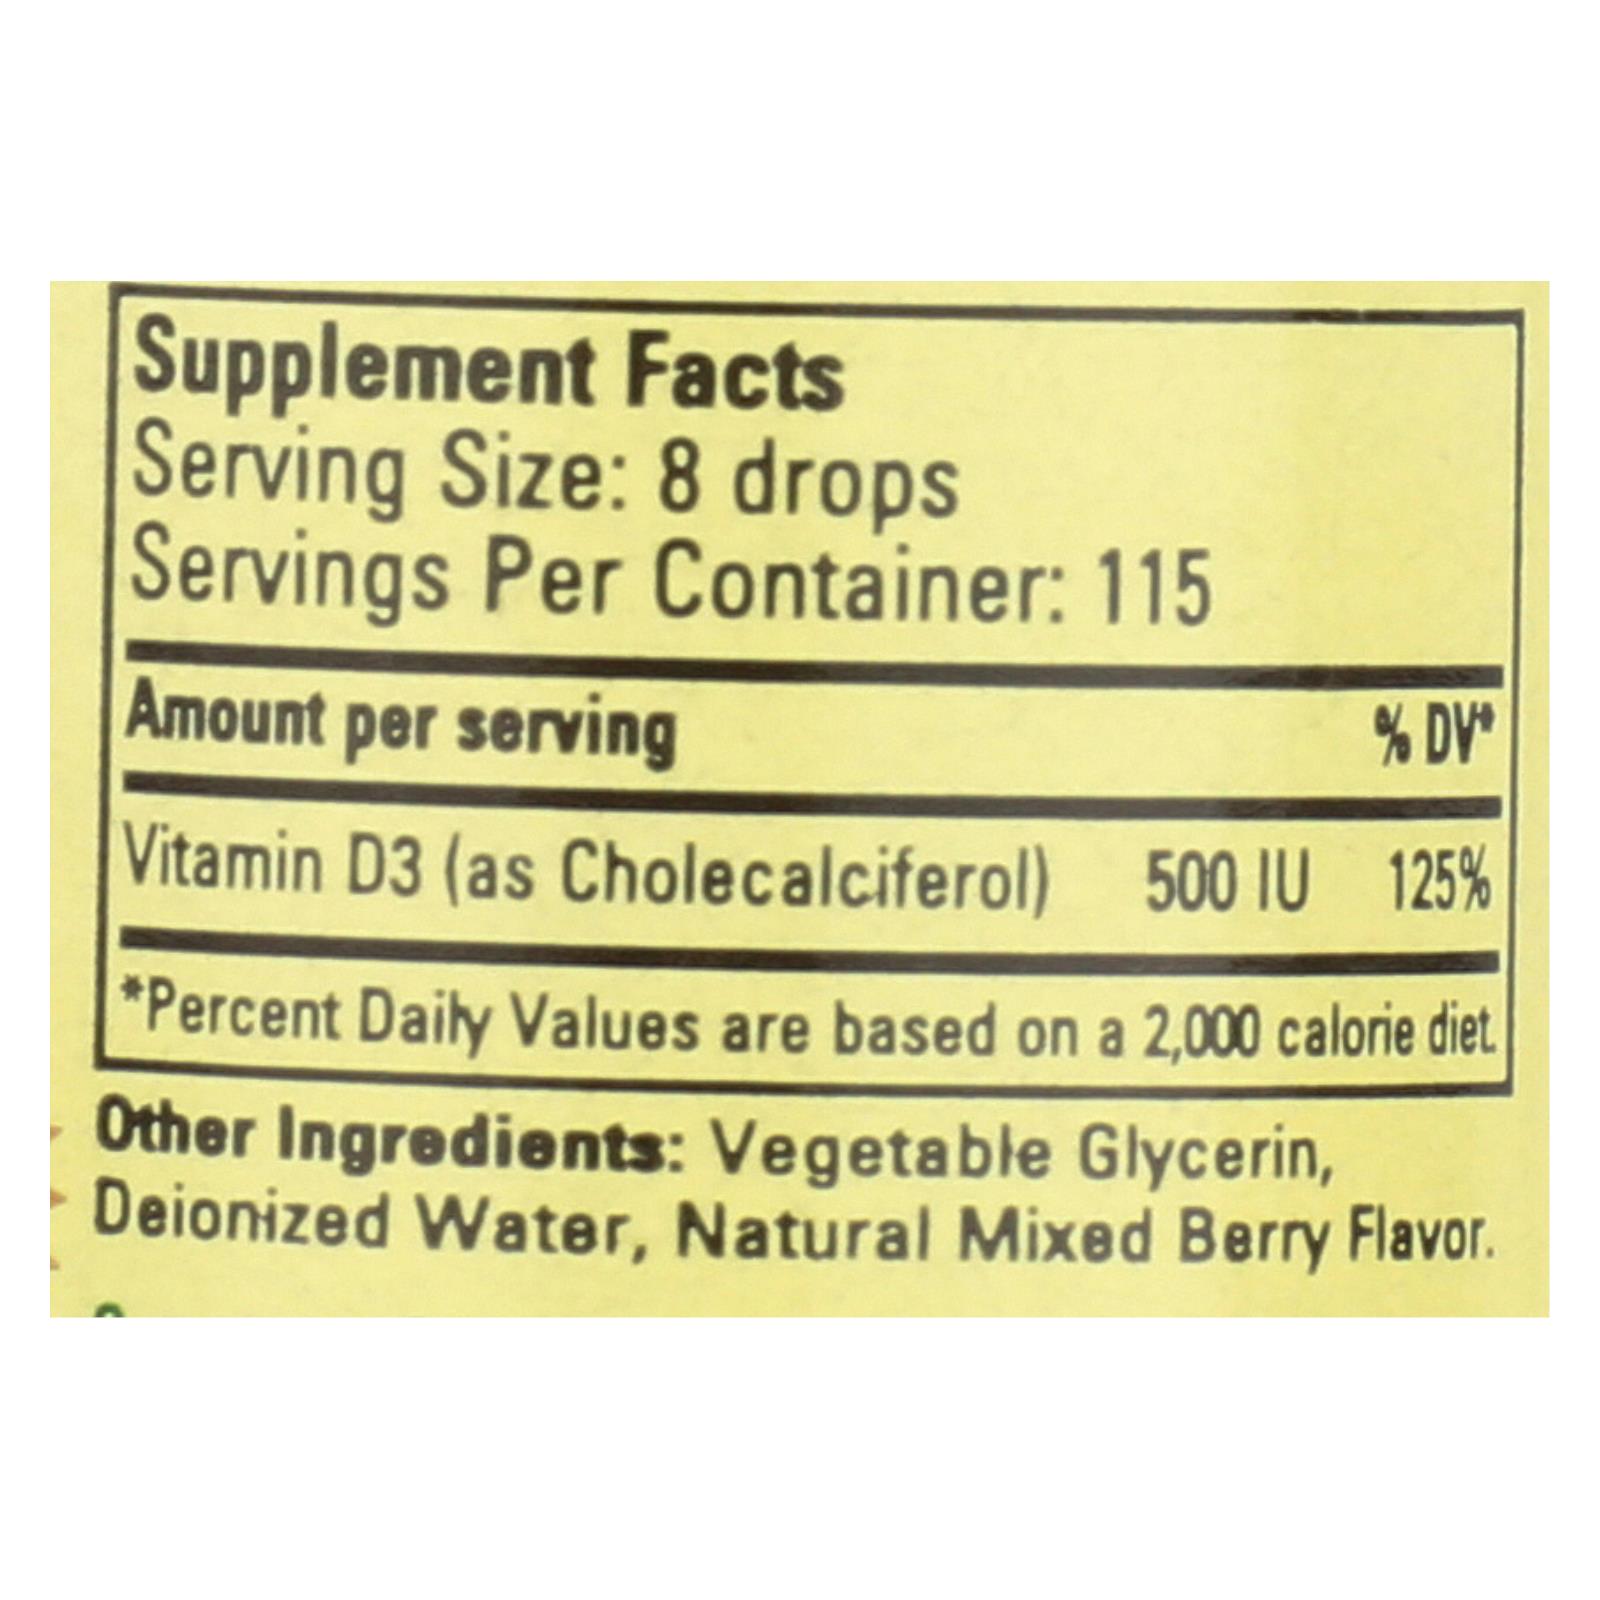 Supplement Facts
Serving Size: 8 drops
Servings Per Container: 115
Amount per serving % DV*
Vitamin D3 (as Cholecalciferol) 500 IU 125%
*Percent Daily Values are based on a 2,000 calorie diet.
Other Ingredients: Vegetable Glycerin,
Deionized Water, Natural Mixed Berry Flavor.